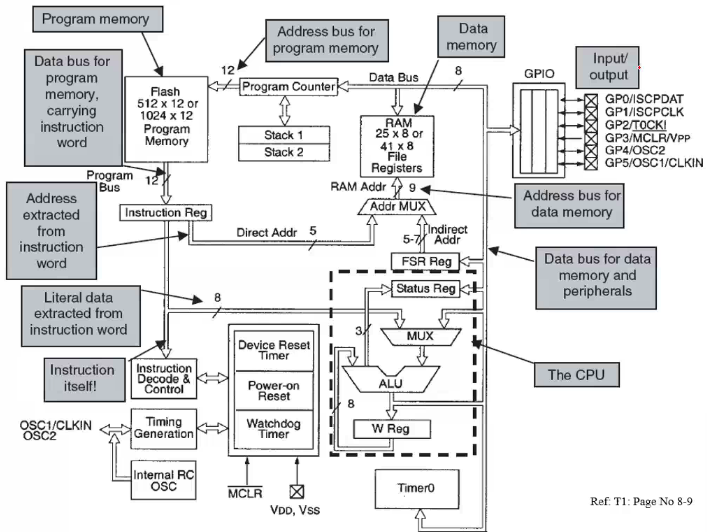 Program memory
Address bus for
program memory
Data
memory
Input/
output
Data bus for
program
memory,
carrying
instruction
word
12
Program Counter
Data Bus
8
GPIO
Flash
512 x 12 or
1024 x 12
Program
Memory
Stack 1
Stack 2
RAM
25 x 8 or
41 x 8
File
Registers
GP0/ISCPDAT
GP1/ISCPCLK
GP2/T0CKI
GP3/MCLR/VPP
GP4/OSC2
GP5/OSC1/CLKIN
Program
Bus
12
RAM Addr
9
Address
extracted
from
instruction
word
Instruction Reg
Addr MUX
Address bus for
data memory
Direct Addr
5
5-7
Indirect
Addr
FSR Reg
Data bus for data
memory and
peripherals
Literal data
extracted from
instruction word
8
Status Reg
3
MUX
Instruction
itself!
Instruction
Decode &
Control
Device Reset
Timer
Power-on
Reset
Watchdog
Timer
ALU
8
W Reg
The CPU
OSC1/CLKIN
OSC2
Timing
Generation
Internal RC
OSC
MCLR
VDD, VSS
Timer0
Ref: T1: Page No 8-9